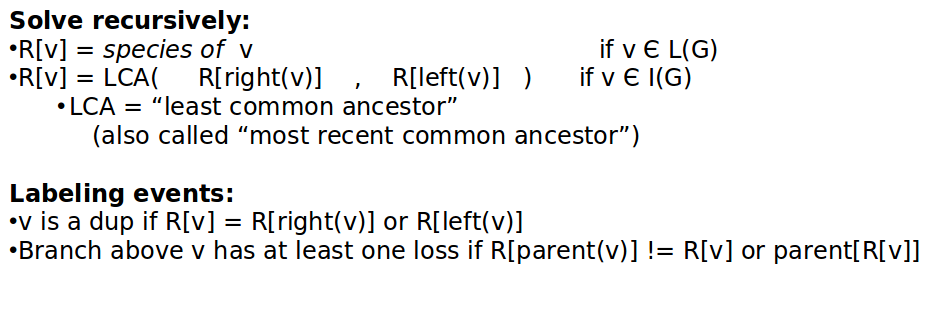 Solve recursively:
•R[v] = species of v if v Є L(G)
•R[v] = LCA( R[right(v)] , R[left(v)] ) if v Є I(G)
•LCA = “least common ancestor”
(also called “most recent common ancestor”)
Labeling events:
•v is a dup if R[v] = R[right(v)] or R[left(v)]
•Branch above v has at least one loss if R[parent(v)] != R[v] or parent[R[v]]